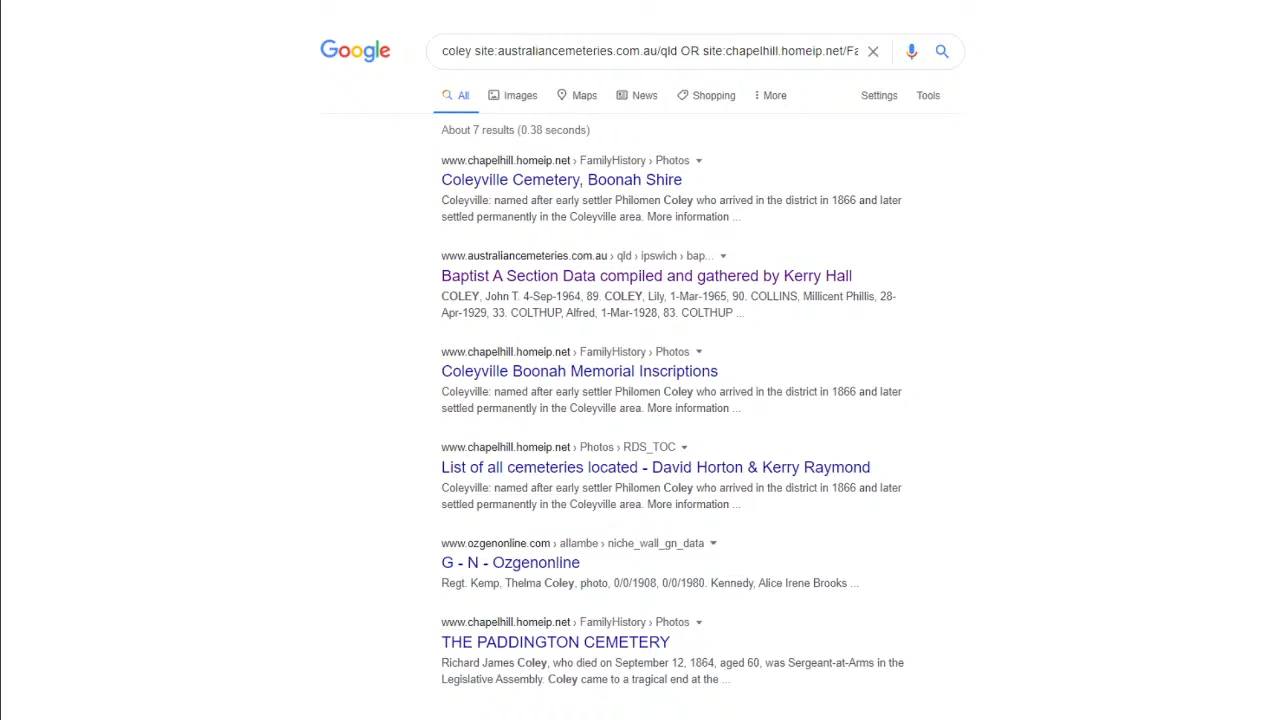 Google
coley site:australiancemeteries.com.au/qld OR site:chapelhill.homeip.net/Fa
All Images Maps News Shopping More Settings Tools
About 7 results (0.38 seconds)
www.chapelhill.homeip.net › FamilyHistory › Photos
Coleyville Cemetery, Boonah Shire
Coleyville: named after early settler Philomen Coley who arrived in the district in 1866 and later
settled permanently in the Coleyville area. More information ...
www.australiancemeteries.com.au › qld › ipswich › bap...
Baptist A Section Data compiled and gathered by Kerry Hall
COLEY, John T. 4-Sep-1964, 89. COLEY, Lily, 1-Mar-1965, 90. COLLINS, Millicent Phillis, 28-
Apr-1929, 33. COLTHUP, Alfred, 1-Mar-1928, 83. COLTHUP ...
www.chapelhill.homeip.net › FamilyHistory › Photos
Coleyville Boonah Memorial Inscriptions
Coleyville: named after early settler Philomen Coley who arrived in the district in 1866 and later
settled permanently in the Coleyville area. More information ...
www.chapelhill.homeip.net › Photos › RDS_TOC
List of all cemeteries located - David Horton & Kerry Raymond
Coleyville: named after early settler Philomen Coley who arrived in the district in 1866 and later
settled permanently in the Coleyville area. More information ...
www.ozgenonline.com › allambe › niche_wall_gn_data
G - N - Ozgenonline
Regt. Kemp, Thelma Coley, photo, 0/0/1908, 0/0/1980. Kennedy, Alice Irene Brooks ...
www.chapelhill.homeip.net › FamilyHistory › Photos
THE PADDINGTON CEMETERY
Richard James Coley, who died on September 12, 1864, aged 60, was Sergeant-at-Arms in the
Legislative Assembly. Coley came to a tragical end at the ...